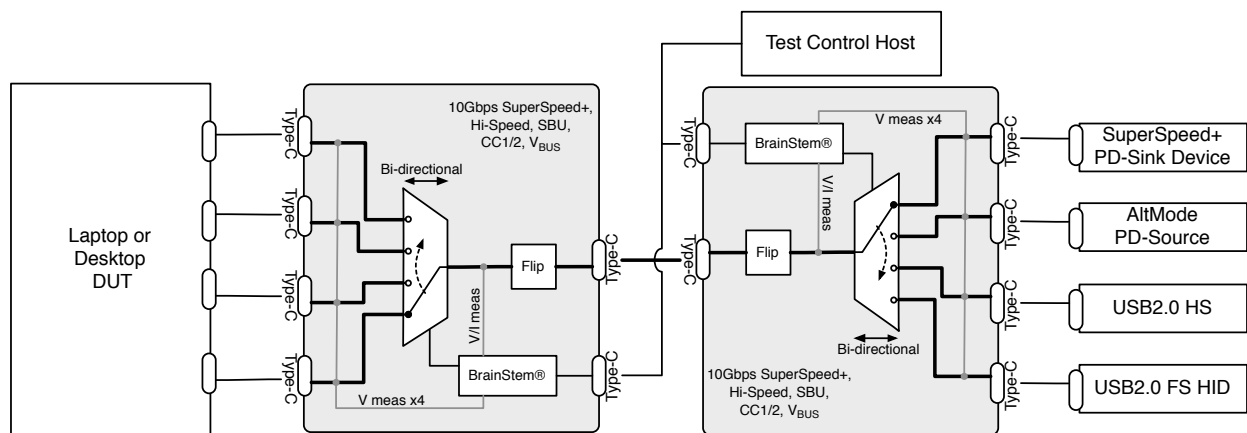 Test Control Host
Laptop or
Desktop
DUT
Type-C
Type-C
Type-C
Type-C
10Gbps SuperSpeed+,
Hi-Speed, SBU,
CC1/2, VBUS
Bi-directional
Flip
V/I meas
BrainStem®
V meas x4
Type-C
Type-C
Type-C
Type-C
BrainStem®
V meas x4
V/I meas
Flip
Bi-directional
10Gbps SuperSpeed+,
Hi-Speed, SBU,
CC1/2, VBUS
Type-C
Type-C
Type-C
Type-C
SuperSpeed+
PD-Sink Device
AltMode
PD-Source
USB2.0 HS
USB2.0 FS HID